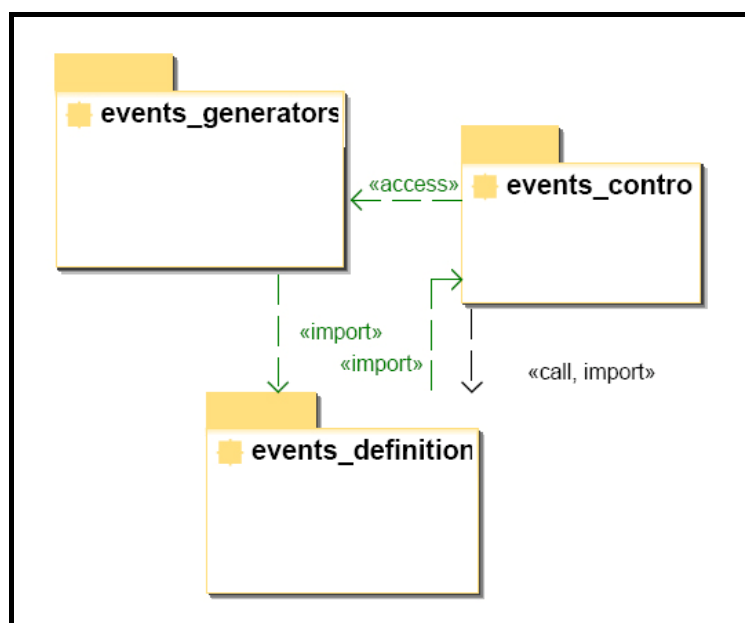 events_generators
«access»
events_contro
«import»
«import»
«call, import»
events_definition